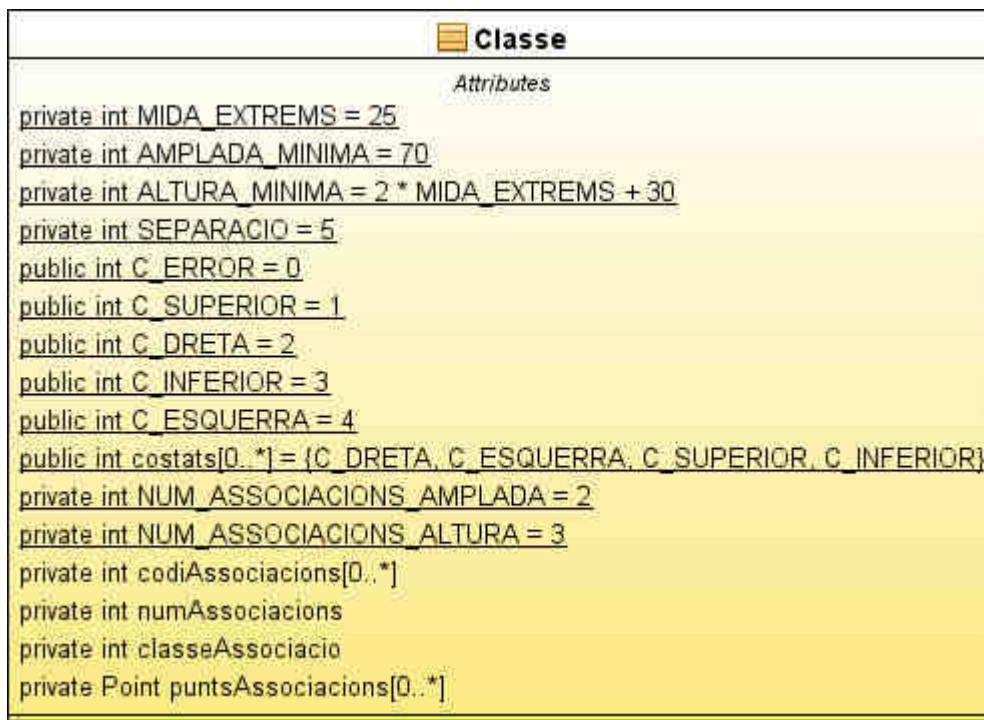 Classe
Attributes
private int MIDA_EXTREMS = 25
private int AMPLADA_MINIMA = 70
private int ALTURA_MINIMA = 2 * MIDA_EXTREMS + 30
private int SEPARACIO = 5
public int C_ERROR = 0
public int C_SUPERIOR = 1
public int C_DRETA = 2
public int C_INFERIOR = 3
public int C_ESQUERRA = 4
public int costats[0..*] = {C_DRETA, C_ESQUERRA, C_SUPERIOR, C_INFERIOR}
private int NUM_ASSOCIACIONS_AMPLADA = 2
private int NUM_ASSOCIACIONS_ALTURA = 3
private int codiAssociacions[0..*]
private int numAssociacions
private int classeAssociacio
private Point puntsAssociacions[0..*]